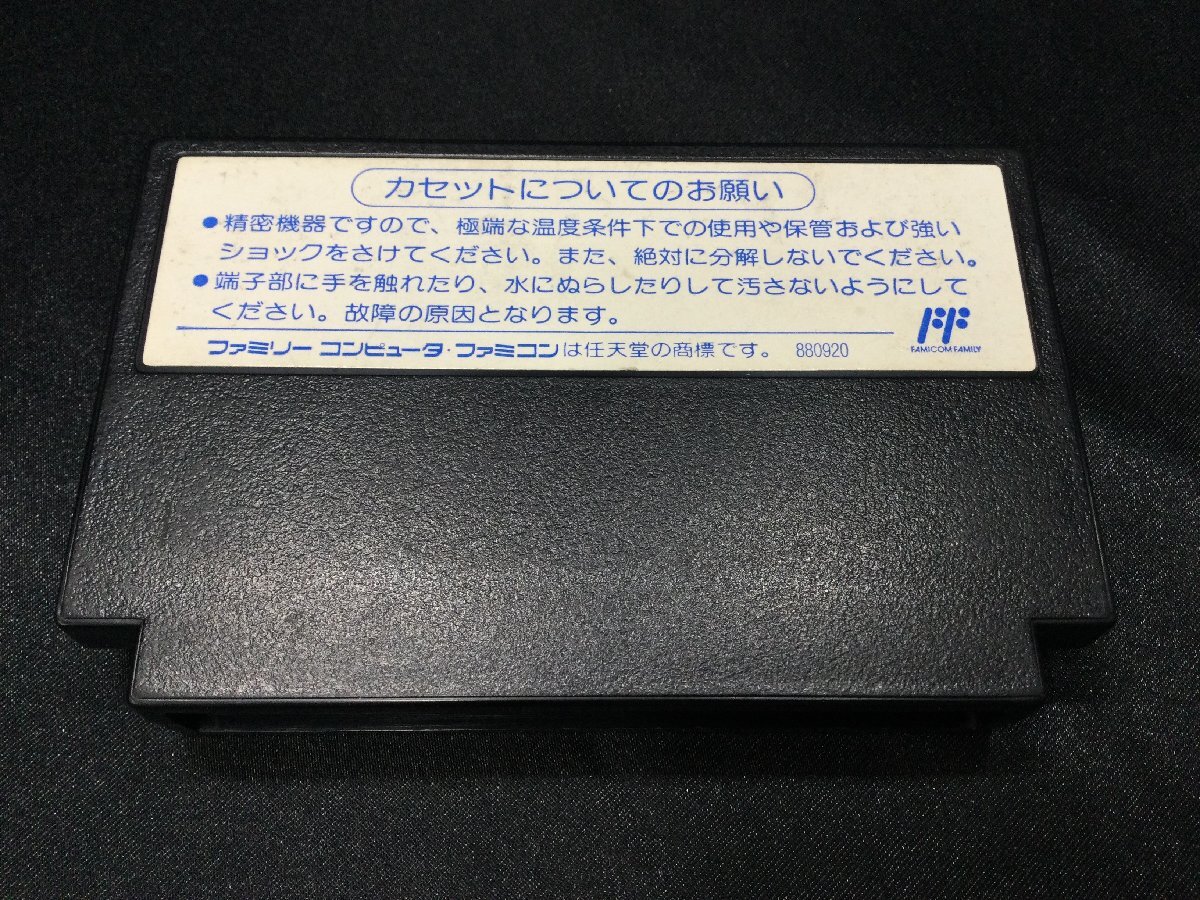 カセットについてのお願い
●精密機器ですので、極端な温度条件下での使用や保管および強い
ショックをさけてください。また、絶対に分解しないでください。
●端子部に手を触れたり、水にぬらしたりして汚さないようにして
ください。故障の原因となります。
ファミリーコンピュータ・ファミコンは任天堂の商標です。 880920
FF
FAMICOM FAMILY